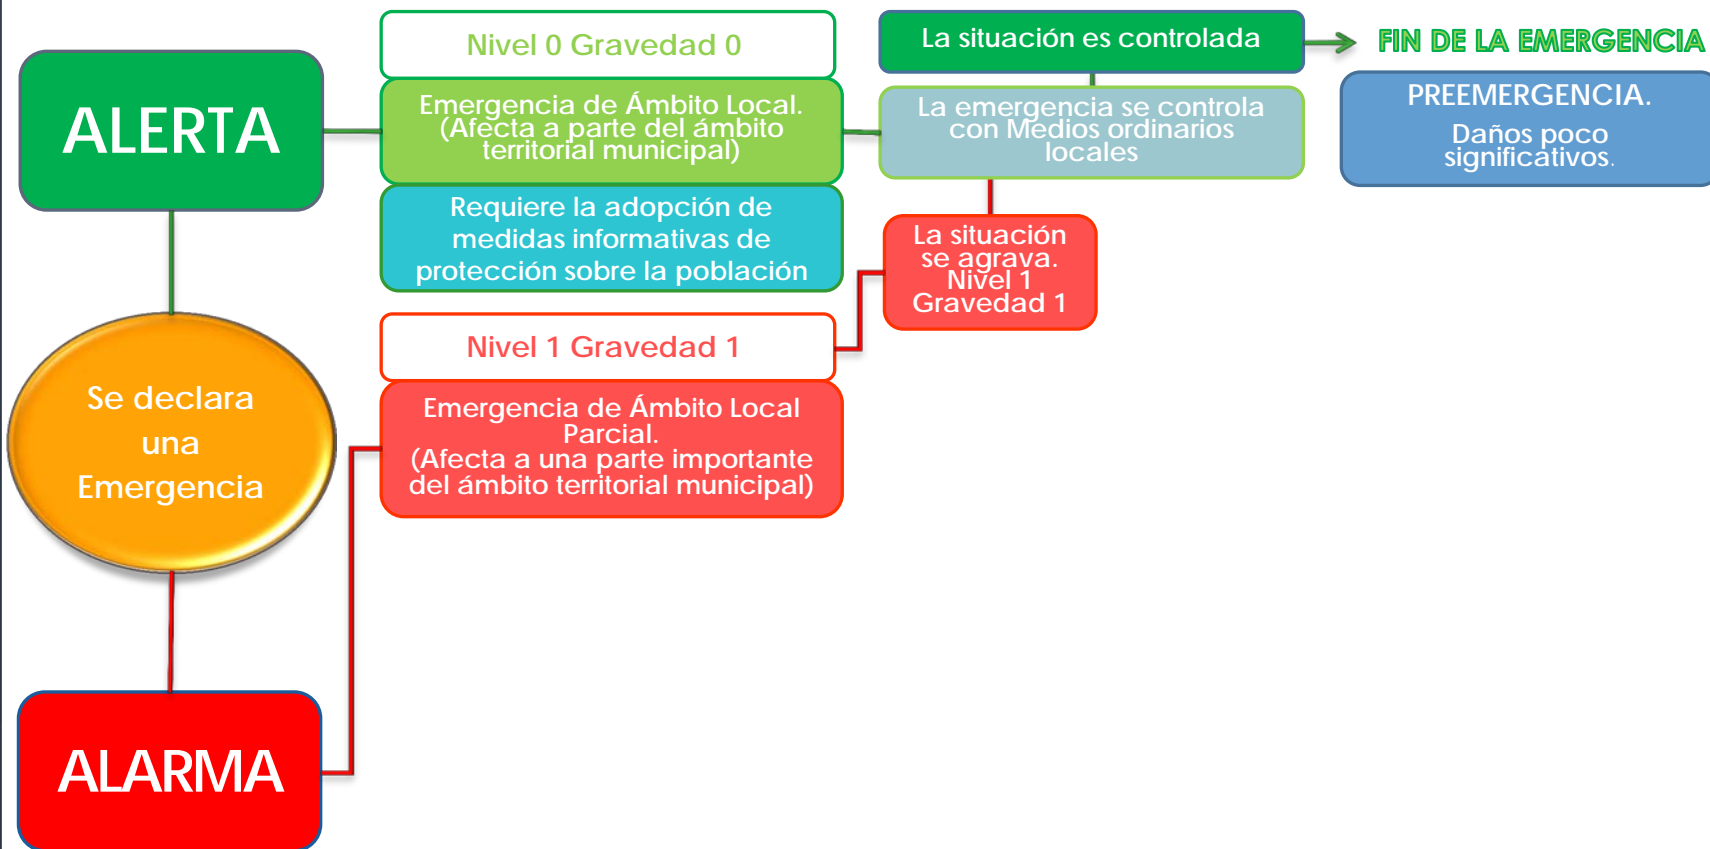 ALERTA
Nivel 0 Gravedad 0
Emergencia de Ámbito Local.
(Afecta a parte del ámbito
territorial municipal)
Requiere la adopción de
medidas informativas de
protección sobre la población
La situación es controlada
FIN DE LA EMERGENCIA
La emergencia se controla
con Medios ordinarios
locales
PREEMERGENCIA.
Daños poco
significativos.
La situación
se agrava.
Nivel 1
Gravedad 1
Se declara
una
Emergencia
Nivel 1 Gravedad 1
Emergencia de Ámbito Local
Parcial.
(Afecta a una parte importante
del ámbito territorial municipal)
ALARMA